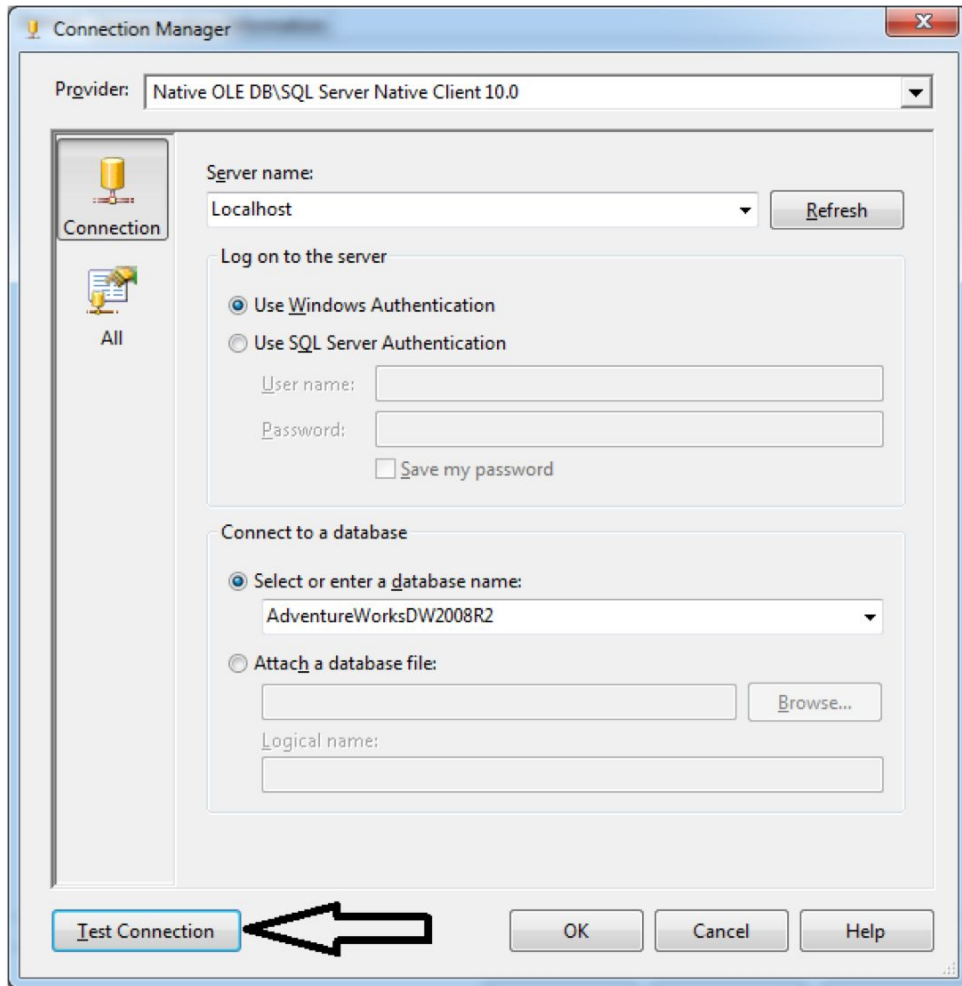 Connection Manager
Provider: Native OLE DB\SQL Server Native Client 10.0
Connection
All
Server name:
Localhost
Refresh
Log on to the server
Use Windows Authentication
Use SQL Server Authentication
User name:
Password:
Save my password
Connect to a database
Select or enter a database name:
AdventureWorksDW2008R2
Attach a database file:
Browse...
Logical name:
Test Connection
OK
Cancel
Help